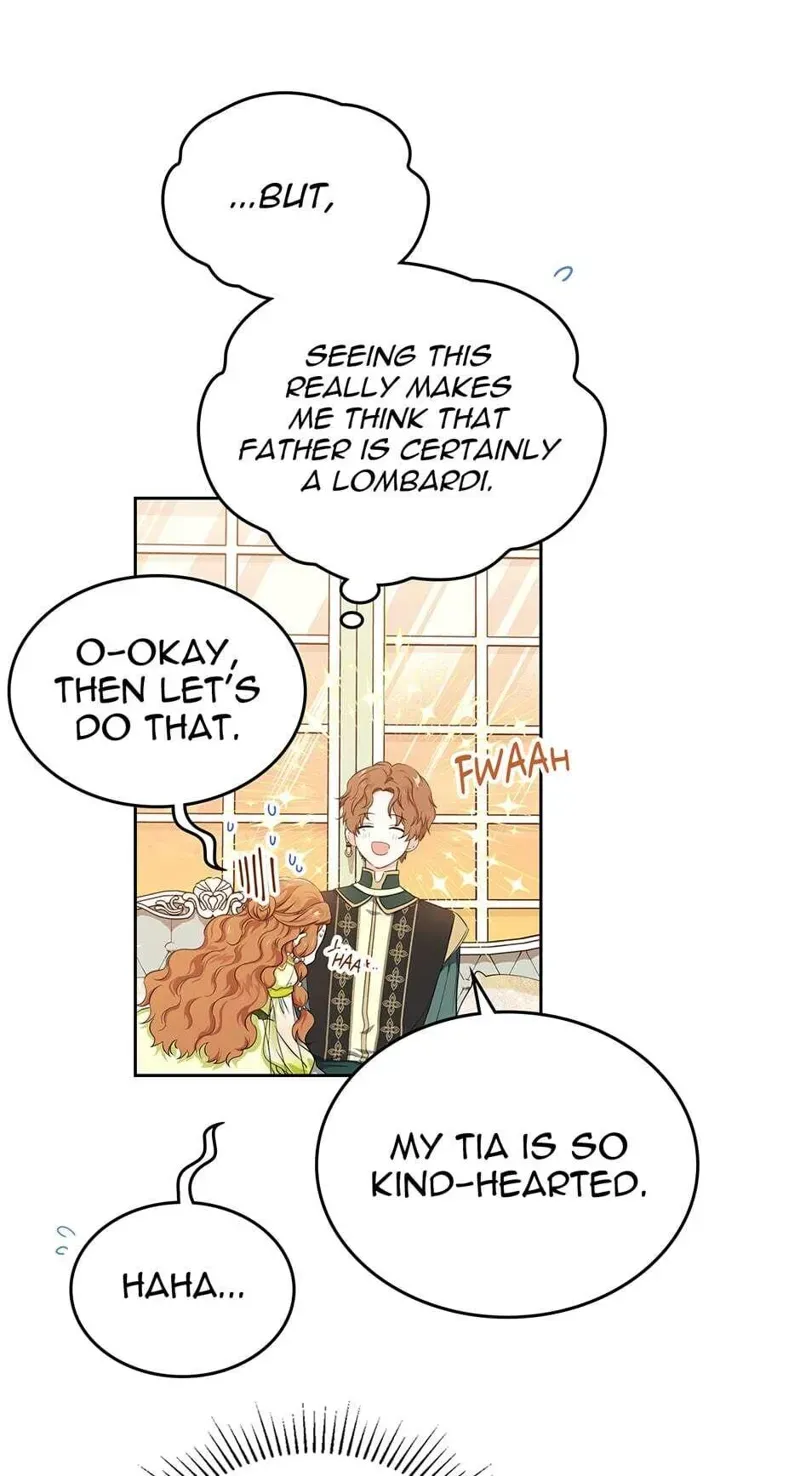 ...BUT,
SEEING THIS
REALLY MAKES
ME THINK THAT
FATHER IS CERTAINLY
A LOMBARDI.
O-OKAY,
THEN LET'S
DO THAT.
FWAAH
HAA
MY TIA IS SO
KIND-HEARTED.
HAHA...